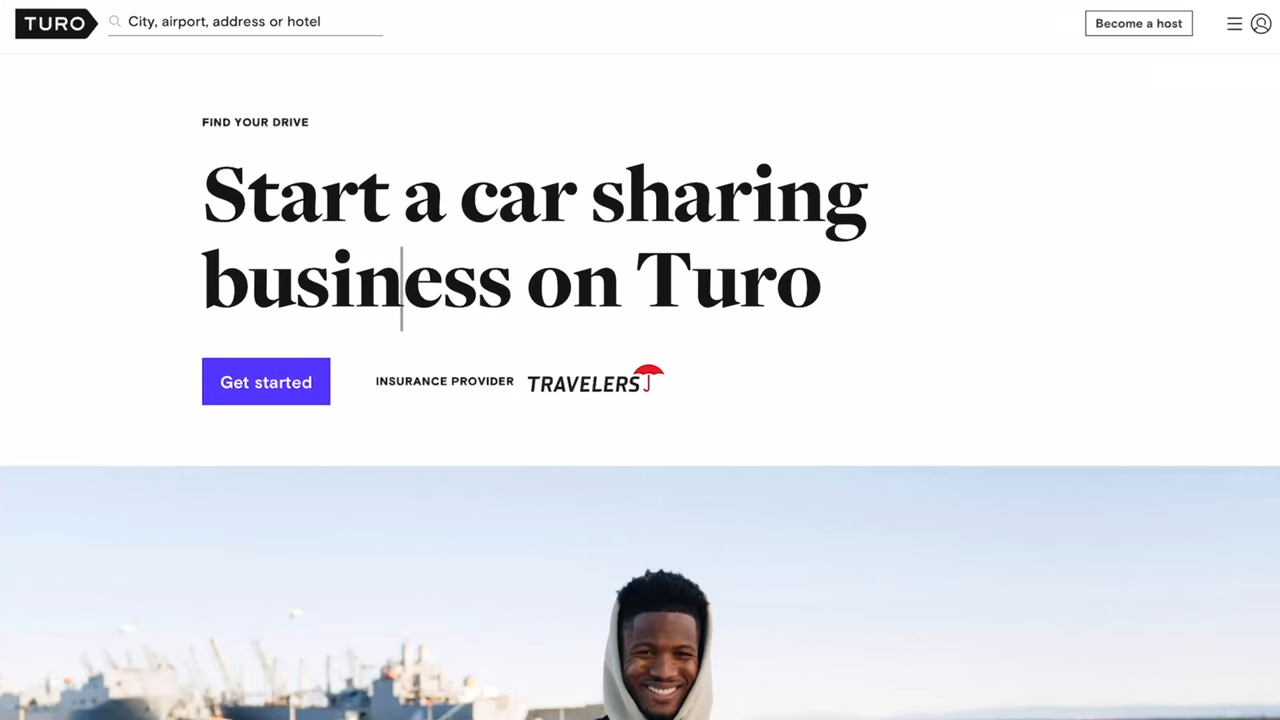 TURO
City, airport, address or hotel
Become a host
FIND YOUR DRIVE
Start a car sharing
business on Turo
Get started
INSURANCE PROVIDER
TRAVELERS